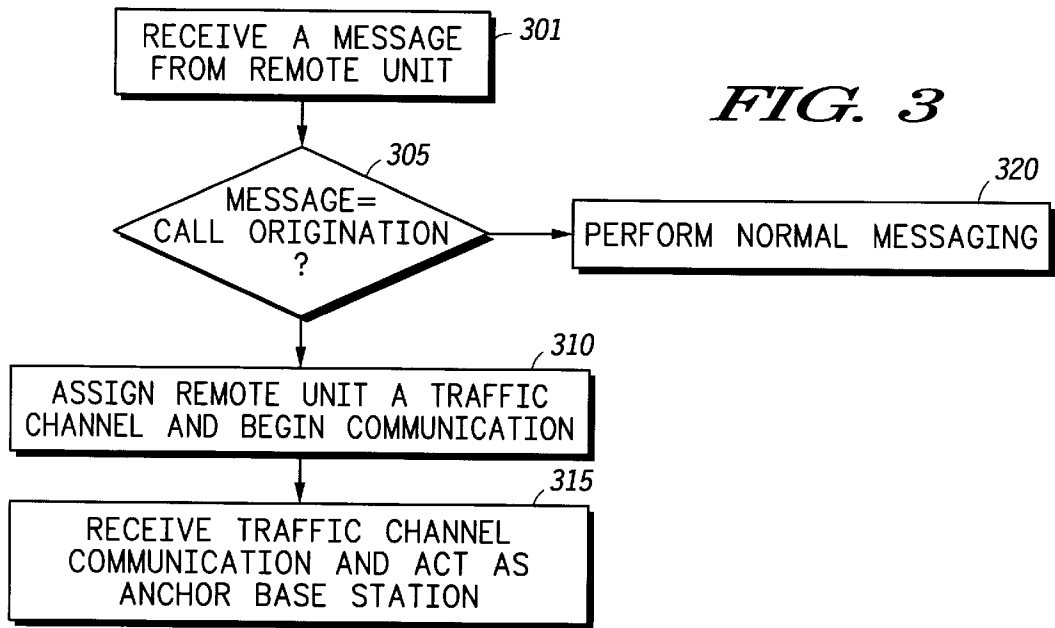 RECEIVE A MESSAGE
FROM REMOTE UNIT
301
FIG. 3
305
MESSAGE=
CALL ORIGINATION
?
320
PERFORM NORMAL MESSAGING
310
ASSIGN REMOTE UNIT A TRAFFIC
CHANNEL AND BEGIN COMMUNICATION
315
RECEIVE TRAFFIC CHANNEL
COMMUNICATION AND ACT AS
ANCHOR BASE STATION